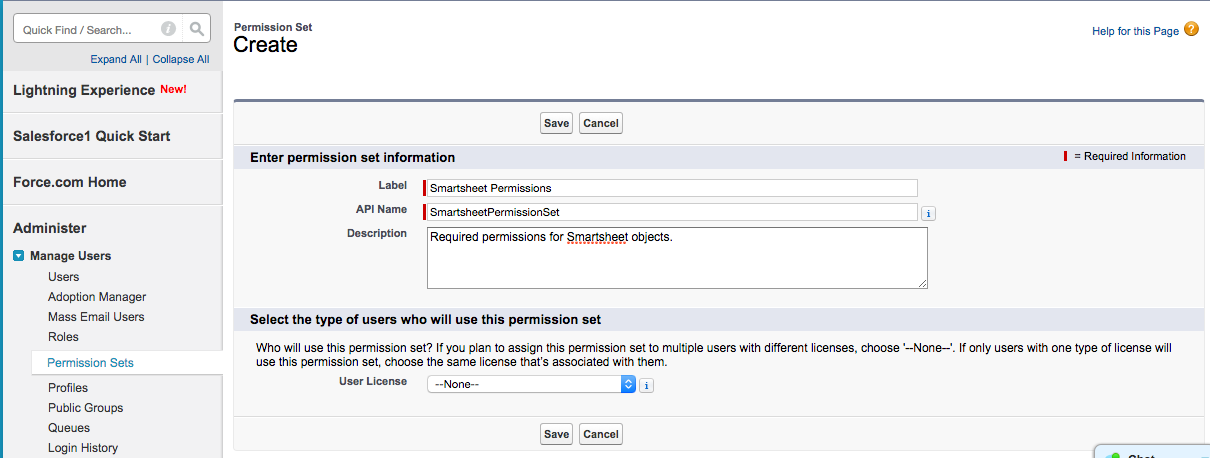 Quick Find / Search...
Expand All | Collapse All
Lightning Experience New!
Salesforce1 Quick Start
Force.com Home
Administer
Manage Users
Users
Adoption Manager
Mass Email Users
Roles
Permission Sets
Profiles
Public Groups
Queues
Login History
Permission Set
Create
Help for this Page ?
Save Cancel
Enter permission set information
= Required Information
Label Smartsheet Permissions
API Name SmartsheetPermissionSet
Description Required permissions for Smartsheet objects.
Select the type of users who will use this permission set
Who will use this permission set? If you plan to assign this permission set to multiple users with different licenses, choose '--None--'. If only users with one type of license will
use this permission set, choose the same license that's associated with them.
User License --None--
Save Cancel
Chat